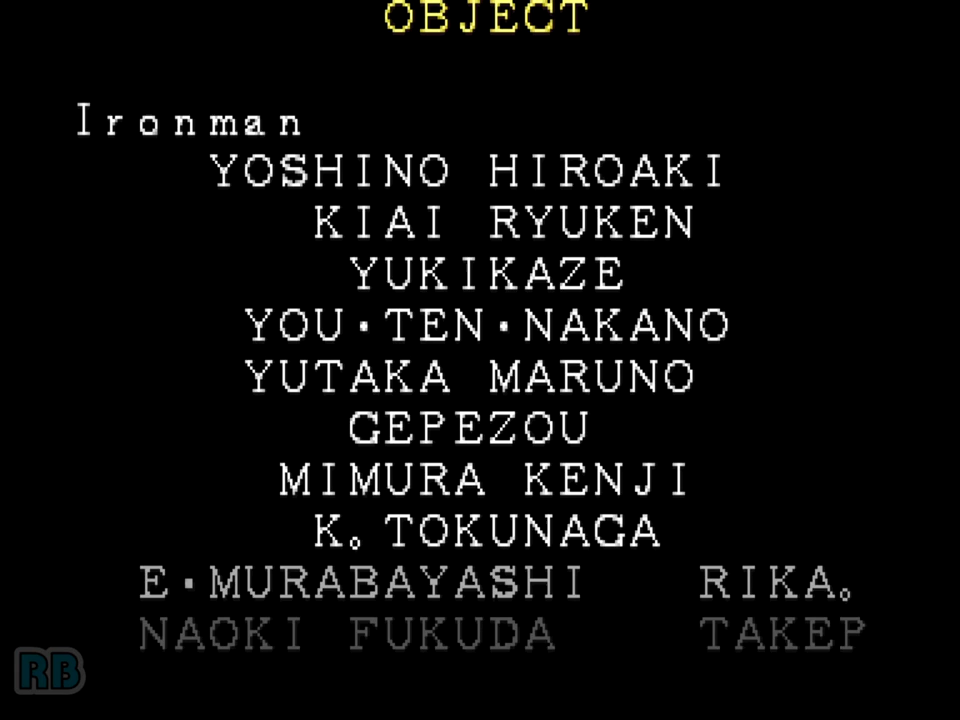 OBJECT
Ironman
YOSHINO HIROAKI
KIAI RYUKEN
YUKIKAZE
YOU・TEN・NAKANO
YUTAKA MARUNO
GEPEZOU
MIMURA KENJI
K。TOKUNAGA
E・MURABAYASHI RIKA。
NAOKI FUKUDA TAKEP
RB